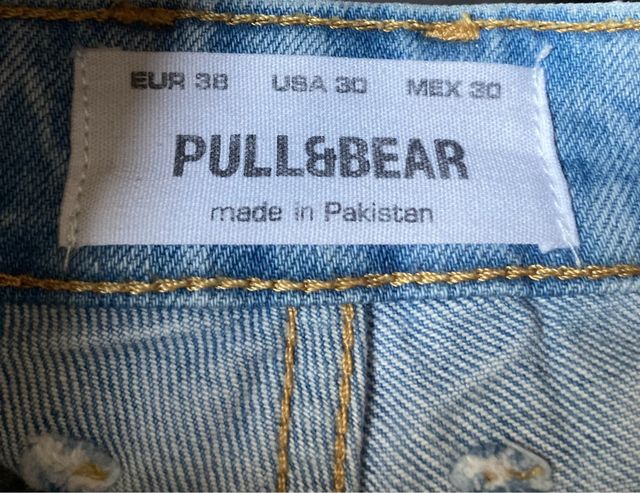 EUR 38 USA 30 MEX 30
PULL&BEAR
made in Pakistan